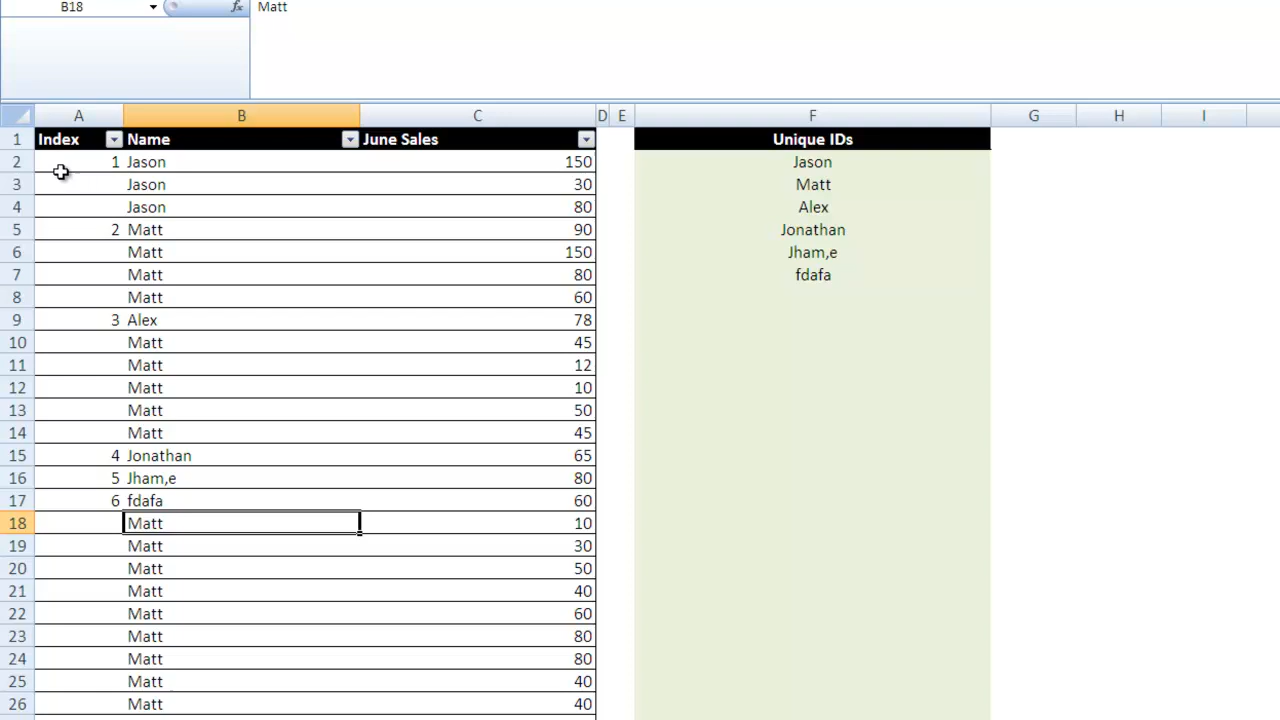 B18 fx Matt
A B C D E F G H I
1 Index Name June Sales Unique IDs
2 1 Jason 150 Jason
3 Jason 30 Matt
4 Jason 80 Alex
5 2 Matt 90 Jonathan
6 Matt 150 Jham,e
7 Matt 80 fdafa
8 Matt 60
9 3 Alex 78
10 Matt 45
11 Matt 12
12 Matt 10
13 Matt 50
14 Matt 45
15 4 Jonathan 65
16 5 Jham,e 80
17 6 fdafa 60
18 Matt 10
19 Matt 30
20 Matt 50
21 Matt 40
22 Matt 60
23 Matt 80
24 Matt 80
25 Matt 40
26 Matt 40